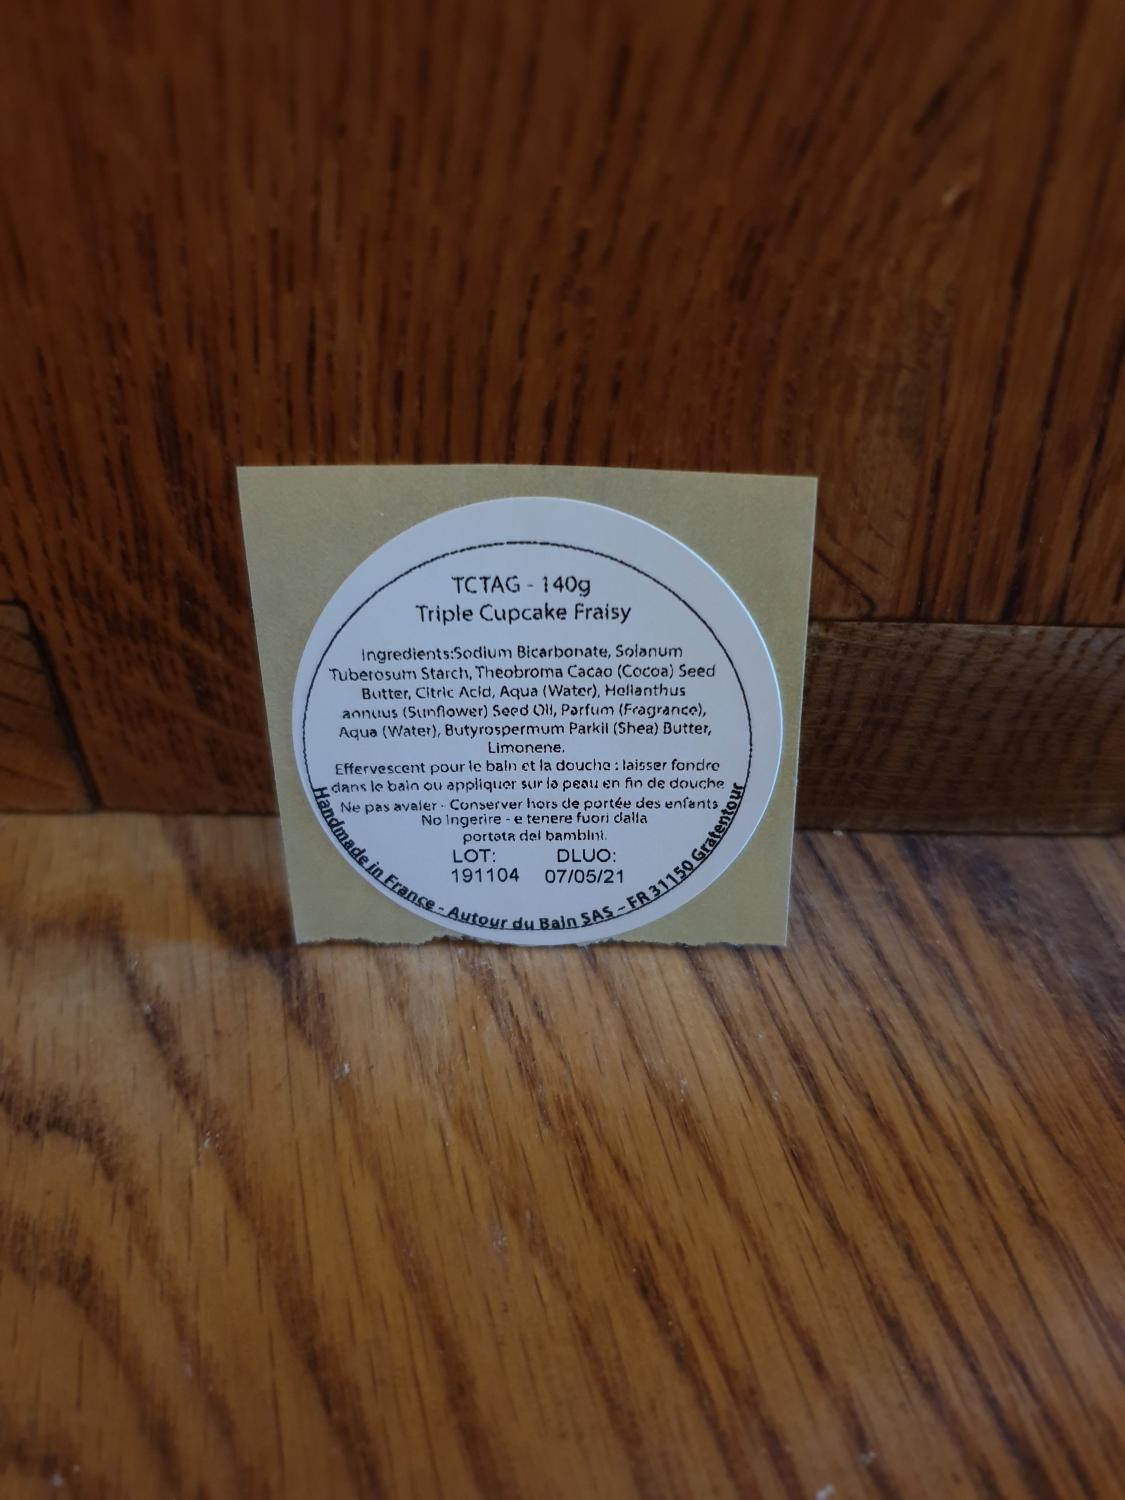 TCTAG - 140g
Triple Cupcake Fraisy
Ingredients:Sodium Bicarbonate, Solanum
Tuberosum Starch, Theobroma Cacao (Cocoa) Seed
Butter, Citric Acid, Aqua (Water), Helianthus
annuus (Sunflower) Seed Oil, Parfum (Fragrance),
Aqua (Water), Butyrospermum Parkii (Shea) Butter,
Limonene.
Effervescent pour le bain et la douche : laisser fondre
dans le bain ou appliquer sur la peau en fin de douche
Ne pas avaler - Conserver hors de portée des enfants
No Ingerire - e tenere fuori dalla
portata dei bambini.
LOT: DLUO:
191104 07/05/21
Handmade in France - Autour du Bain SAS - FR 31150 Gratentour